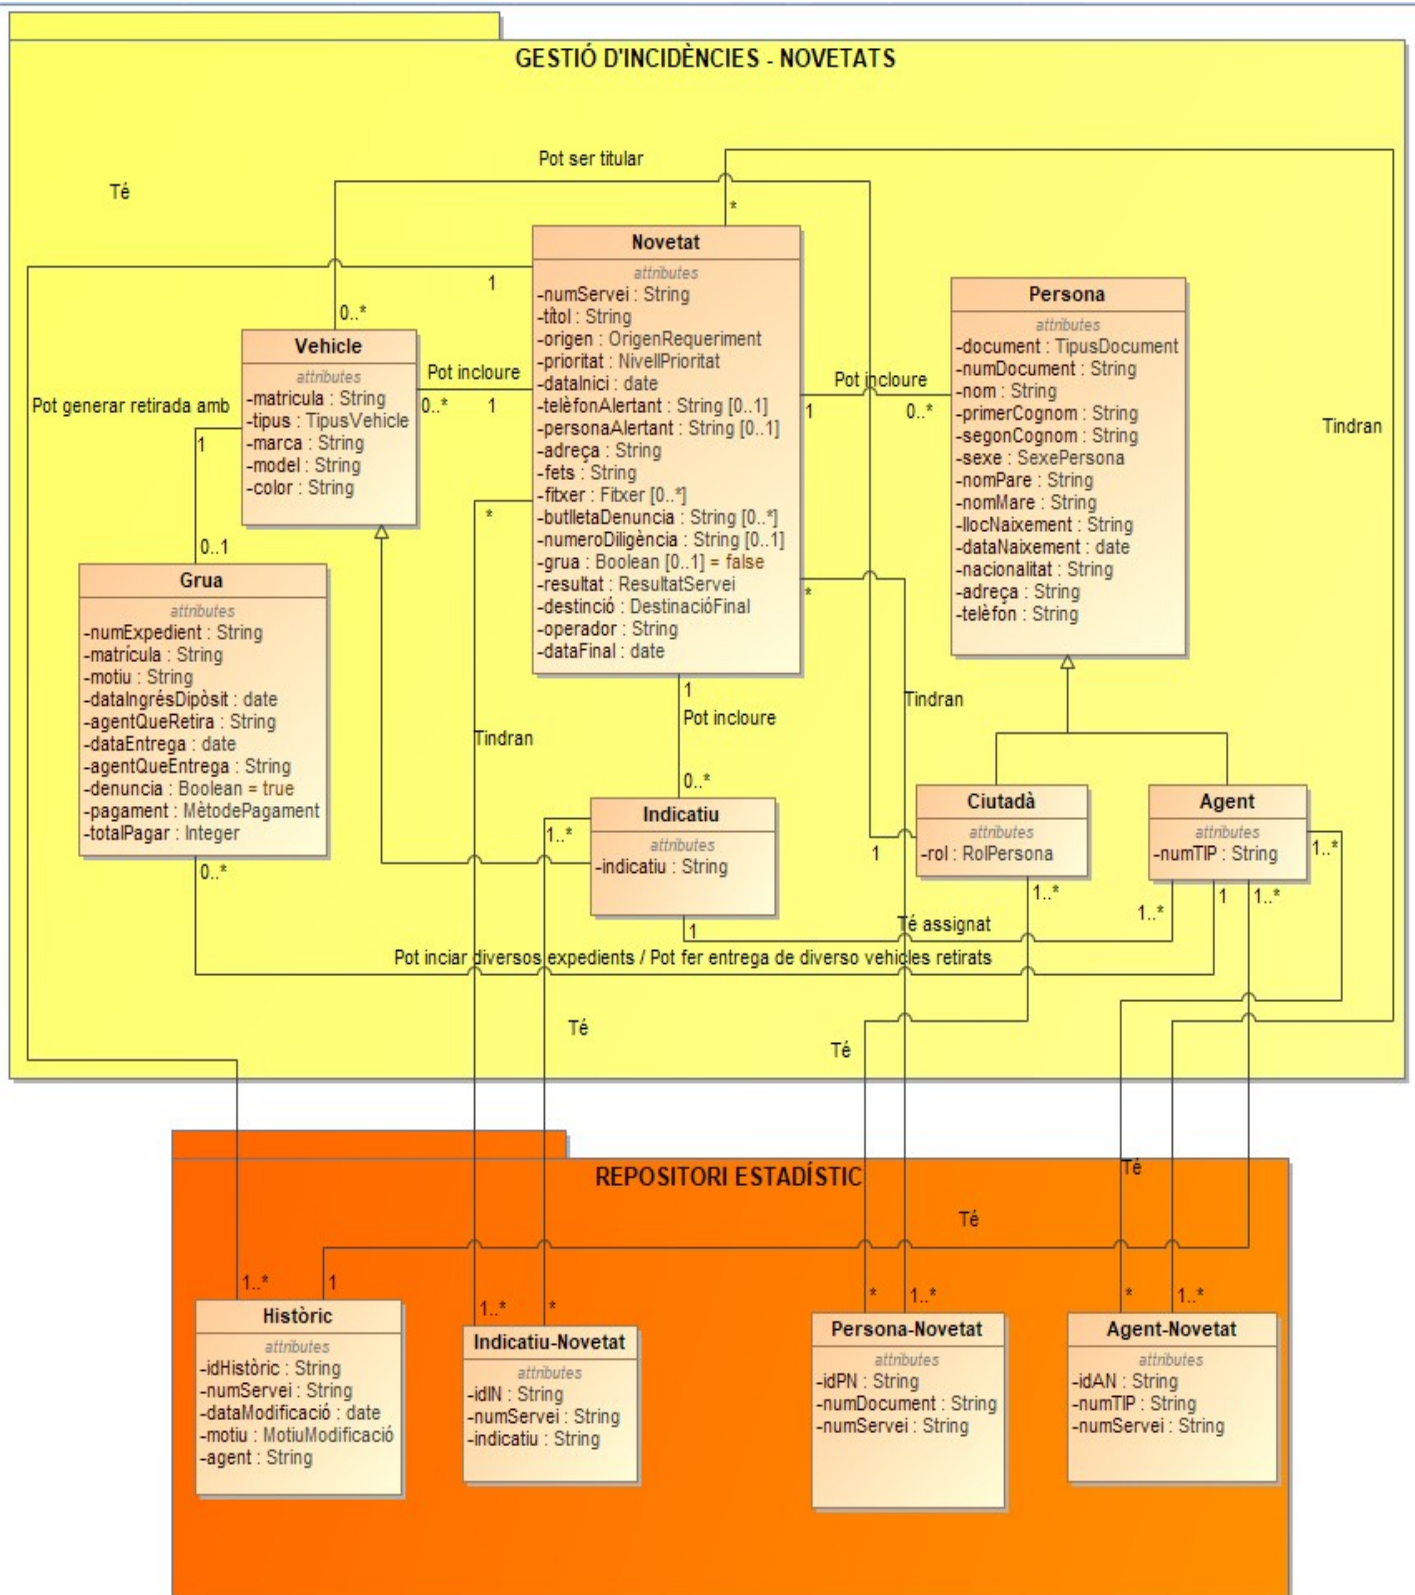 GESTIÓ D'INCIDÈNCIES - NOVETATS
Pot ser titular
Té
*
Novetat
attributes
-numServei : String
-títol : String
-origen : OrigenRequeriment
-prioritat : NivellPrioritat
-dataInici : date
-telèfonAlertant : String [0..1]
-personaAlertant : String [0..1]
-adreça : String
-fets : String
-fitxer : Fitxer [0..*]
-butlletaDenuncia : String [0..*]
-numeroDiligència : String [0..1]
-grua : Boolean [0..1] = false
-resultat : ResultatServei
-destinció : DestinacióFinal
-operador : String
-dataFinal : date
1
Persona
attributes
-document : TipusDocument
-numDocument : String
-nom : String
-primerCognom : String
-segonCognom : String
-sexe : SexePersona
-nomPare : String
-nomMare : String
-llocNaixement : String
-dataNaixement : date
-nacionalitat : String
-adreça : String
-telèfon : String
0..*
Vehicle
attributes
-matricula : String
-tipus : TipusVehicle
-marca : String
-model : String
-color : String
Pot incloure
0..*
1
Pot incloure
1
0..*
Pot generar retirada amb
1
Tindran
*
*
0..1
Grua
attributes
-numExpedient : String
-matrícula : String
-motiu : String
-dataIngrésDipòsit : date
-agentQueRetira : String
-dataEntrega : date
-agentQueEntrega : String
-denuncia : Boolean = true
-pagament : MètodePagament
-totalPagar : Integer
0..*
1
Pot incloure
Tindran
Tindran
0..*
Indicatiu
attributes
-indicatiu : String
1..*
1
Ciutadà
attributes
-rol : RolPersona
1
1..*
Agent
attributes
-numTIP : String
1..*
1..*
1
1..*
Té assignat
Pot inciar diversos expedients / Pot fer entrega de diverso vehicles retirats
Té
Té
REPOSITORI ESTADÍSTIC
Té
Té
1..*
1
1..*
*
*
1..*
*
1..*
Històric
attributes
-idHistòric : String
-numServei : String
-dataModificació : date
-motiu : MotiuModificació
-agent : String
Indicatiu-Novetat
attributes
-idIN : String
-numServei : String
-indicatiu : String
Persona-Novetat
attributes
-idPN : String
-numDocument : String
-numServei : String
Agent-Novetat
attributes
-idAN : String
-numTIP : String
-numServei : String